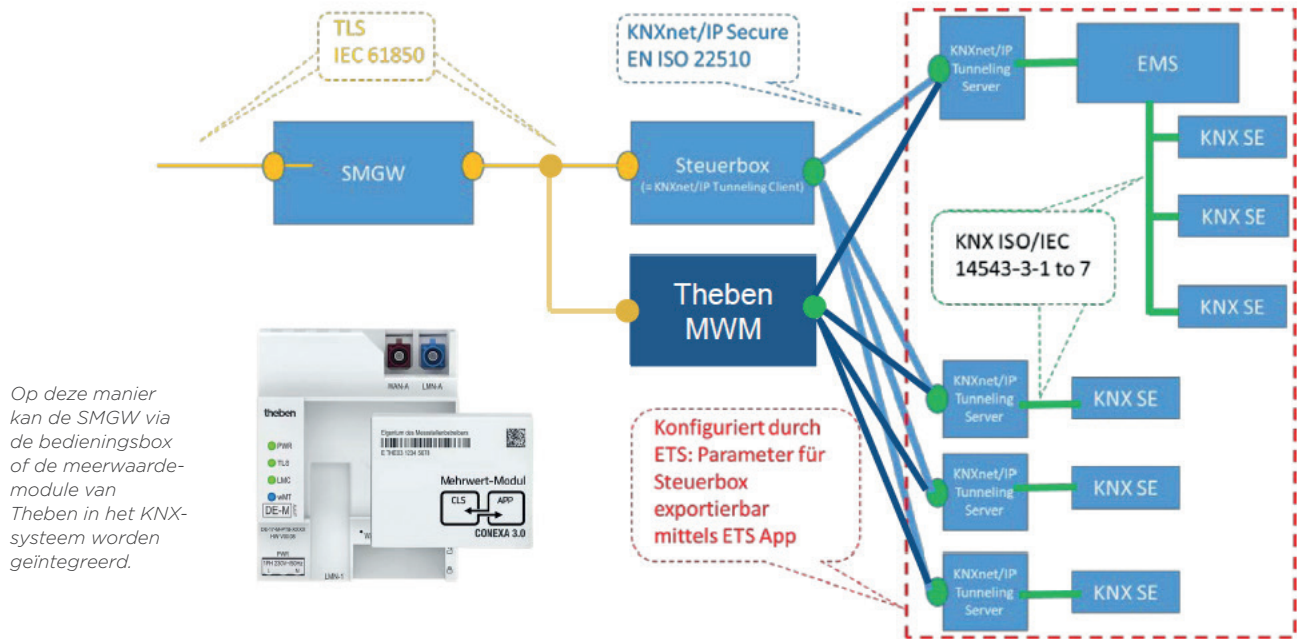 TLS
IEC 61850
KNXnet/IP Secure
EN ISO 22510
SMGW
Steuerbox
(= KNXnet/IP Tunneling Client)
Theben
MWM
KNXnet/IP
Tunneling
Server
EMS
KNX SE
KNX SE
KNX SE
KNX ISO/IEC
14543-3-1 to 7
KNXnet/IP
Tunneling
Server
KNX SE
KNXnet/IP
Tunneling
Server
KNX SE
KNXnet/IP
Tunneling
Server
KNX SE
Konfiguriert durch
ETS: Parameter für
Steuerbox
exportierbar
mittels ETS App
Op deze manier
kan de SMGW via
de bedieningsbox
of de meerwaarde-
module van
Theben in het KNX-
systeem worden
geïntegreerd.
WAN-A LMN-A
theben
PWR
TLS
LMC
wMT
DE-M
PWR
LMN-1
Eigentum des Messstellenbetreibers
Mehrwert-Modul
CLS APP
CONEXA 3.0